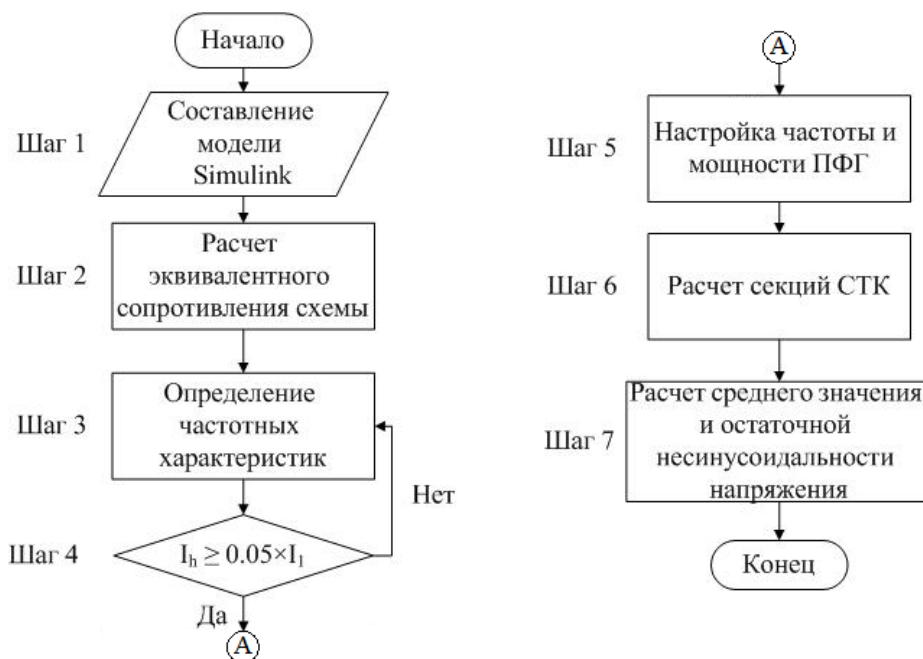 Начало
Шаг 1
Составление
модели
Simulink
Шаг 2
Расчет
эквивалентного
сопротивления схемы
Шаг 3
Определение
частотных
характеристик
Нет
Шаг 4
I_h ≥ 0.05×I_1
Да
A
A
Шаг 5
Настройка частоты и
мощности ПФГ
Шаг 6
Расчет секций СТК
Шаг 7
Расчет среднего значения
и остаточной
несинусоидальности
напряжения
Конец